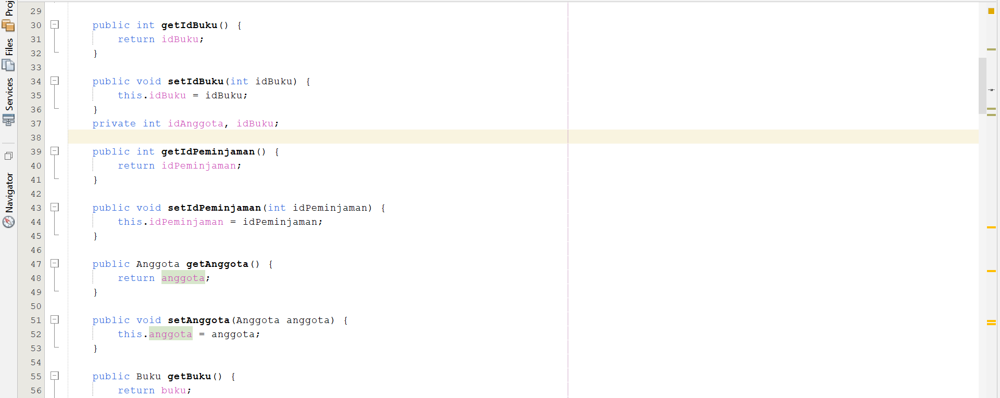 Proj
Files
Services
Navigator
29
30 public int getIdBuku() {
31 return idBuku;
32 }
33
34 public void setIdBuku(int idBuku) {
35 this.idBuku = idBuku;
36 }
37 private int idAnggota, idBuku;
38
39 public int getIdPeminjaman() {
40 return idPeminjaman;
41 }
42
43 public void setIdPeminjaman(int idPeminjaman) {
44 this.idPeminjaman = idPeminjaman;
45 }
46
47 public Anggota getAnggota() {
48 return anggota;
49 }
50
51 public void setAnggota(Anggota anggota) {
52 this.anggota = anggota;
53 }
54
55 public Buku getBuku() {
56 return buku;